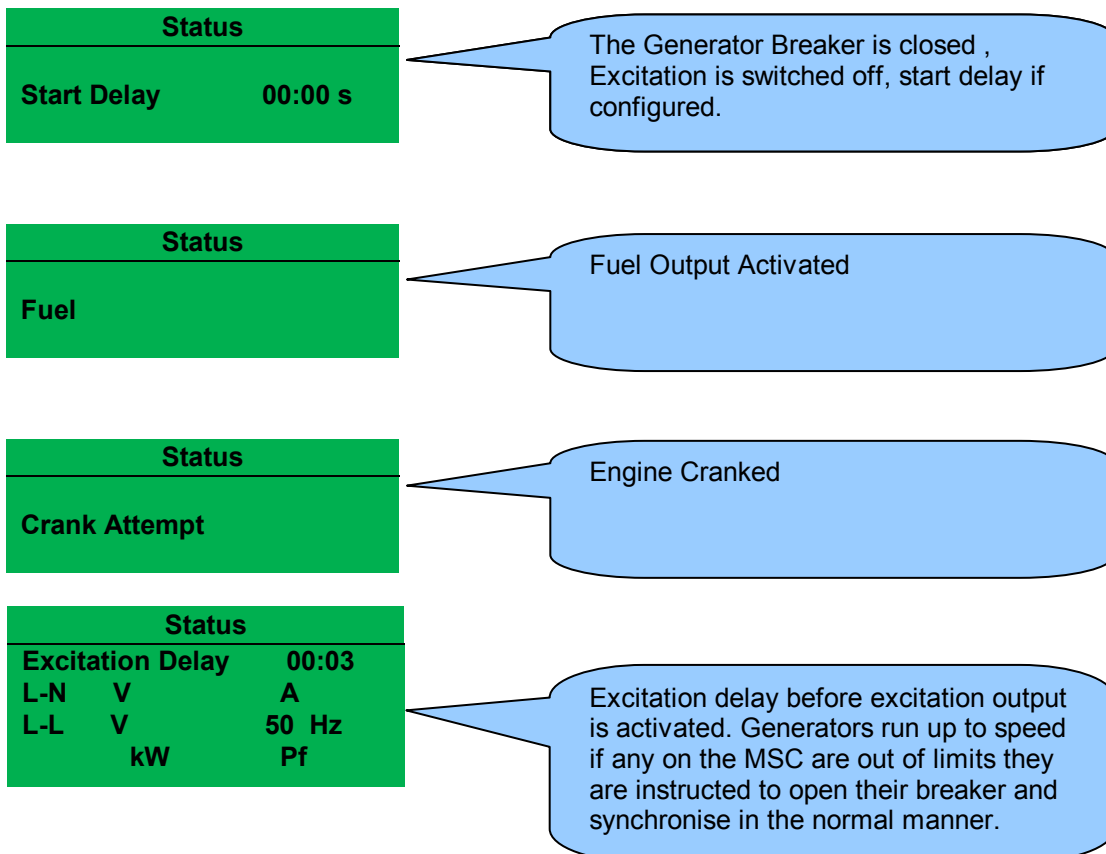 Status
Start Delay 00:00 s
The Generator Breaker is closed ,
Excitation is switched off, start delay if
configured.
Status
Fuel
Fuel Output Activated
Status
Crank Attempt
Engine Cranked
Status
Excitation Delay 00:03
L-N V A
L-L V 50 Hz
kW Pf
Excitation delay before excitation output
is activated. Generators run up to speed
if any on the MSC are out of limits they
are instructed to open their breaker and
synchronise in the normal manner.